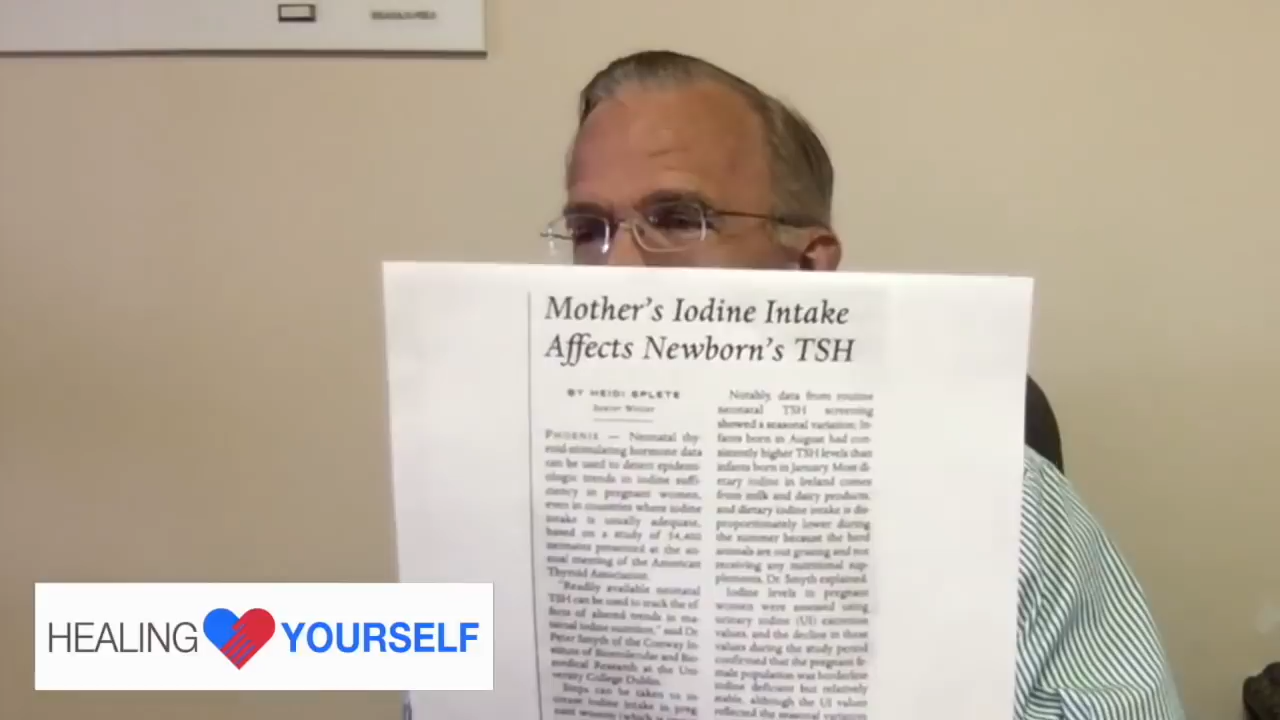 Mother's Iodine Intake
Affects Newborn's TSH
BY HEIDI SPLETE
Senior Writer
PHOENIX — Neonatal thy-
roid-stimulating hormone data
can be used to detect epidemi-
ologic trends in iodine suffi-
ciency in pregnant women,
even in countries where iodine
intake is usually adequate,
based on a study of
neonates presented at the an-
nual meeting of the American
Thyroid Association.
"Readily available neonatal
TSH can be used to track the ef-
fects of altered trends in ma-
ternal iodine nutrition," said Dr.
Peter Smyth of the Conway In-
stitute of Biomolecular and Bio-
medical Research at the Uni-
versity College Dublin.
Steps can be taken to in-
crease iodine intake in preg-
nant women
Notably, data from routine
neonatal TSH screening
showed a seasonal variation: In-
fants born in August had con-
sistently higher TSH levels than
infants born in January. Most di-
etary iodine in Ireland comes
from milk and dairy products,
and dietary iodine intake is dis-
proportionately lower during
the summer because the herd
animals are out grazing and not
receiving any nutritional sup-
plements, Dr. Smyth explained.
Iodine levels in pregnant
women were assessed using
urinary iodine (UI) excretion
values, and the decline in those
values during the study period
confirmed that the pregnant fe-
male population was borderline
iodine deficient but relatively
stable, although the UI values
reflected the seasonal variation
HEALING YOURSELF